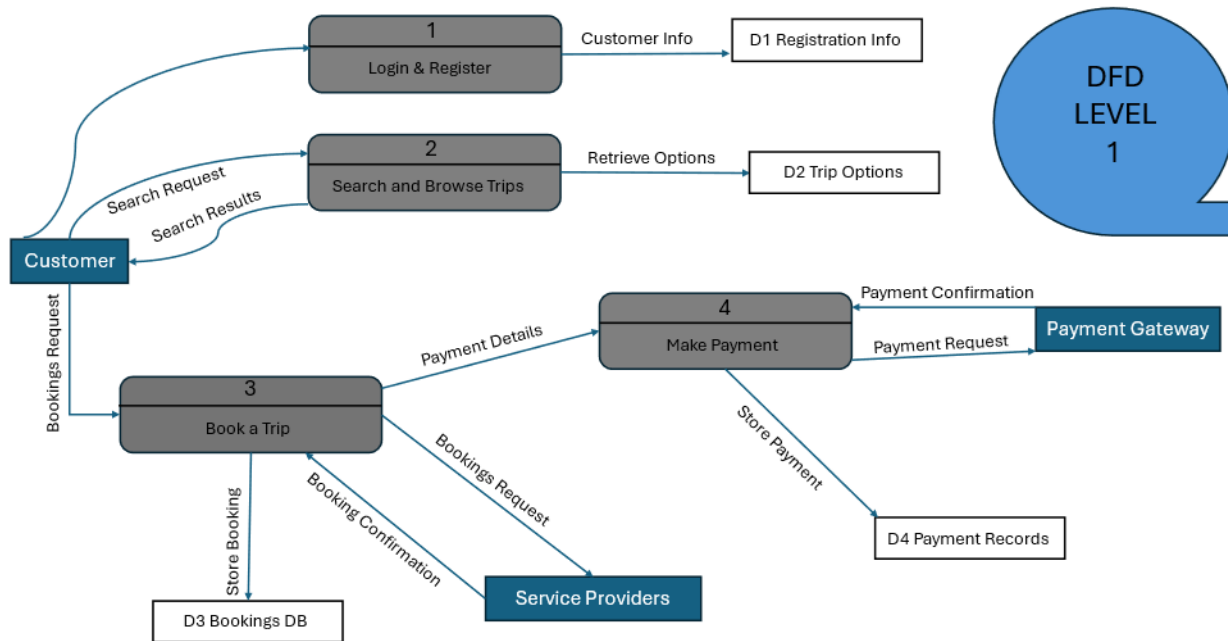 1
Login & Register
Customer Info
D1 Registration Info
DFD
LEVEL
1
2
Search and Browse Trips
Retrieve Options
D2 Trip Options
Search Request
Search Results
Customer
Bookings Request
4
Make Payment
Payment Confirmation
Payment Request
Payment Gateway
Payment Details
3
Book a Trip
Bookings Request
Booking Confirmation
Store Payment
Store Booking
D4 Payment Records
Service Providers
D3 Bookings DB